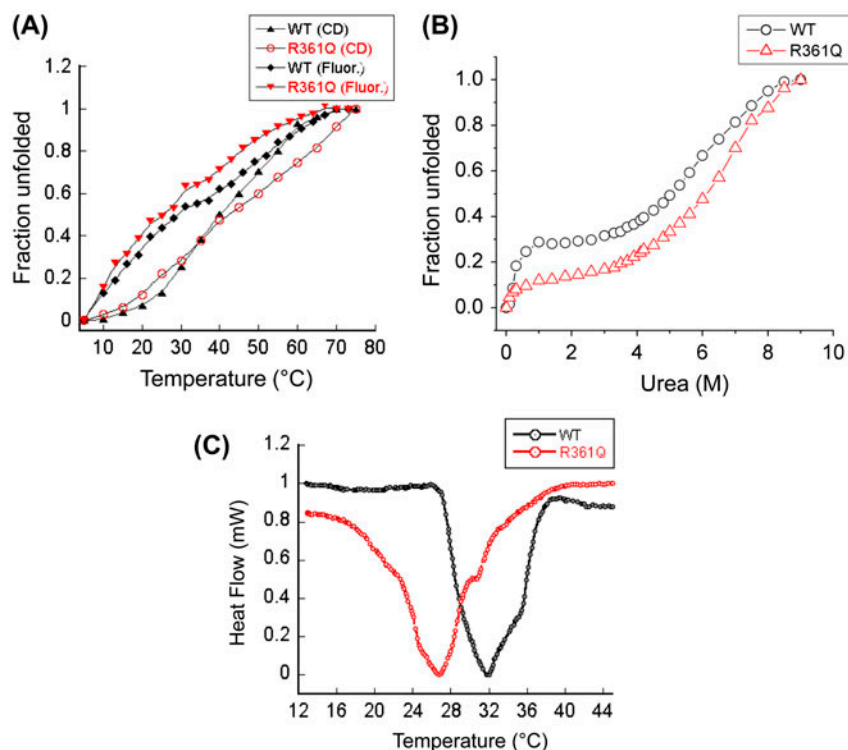 (A)
WT (CD)
R361Q (CD)
WT (Fluor.)
R361Q (Fluor.)
Fraction unfolded
1.2
1
0.8
0.6
0.4
0.2
0
10 20 30 40 50 60 70 80
Temperature (°C)
(B)
WT
R361Q
Fraction unfolded
1.2
1.0
0.8
0.6
0.4
0.2
0.0
0 2 4 6 8 10
Urea (M)
(C)
WT
R361Q
Heat Flow (mW)
1
0.8
0.6
0.4
0.2
0
12 16 20 24 28 32 36 40 44
Temperature (°C)